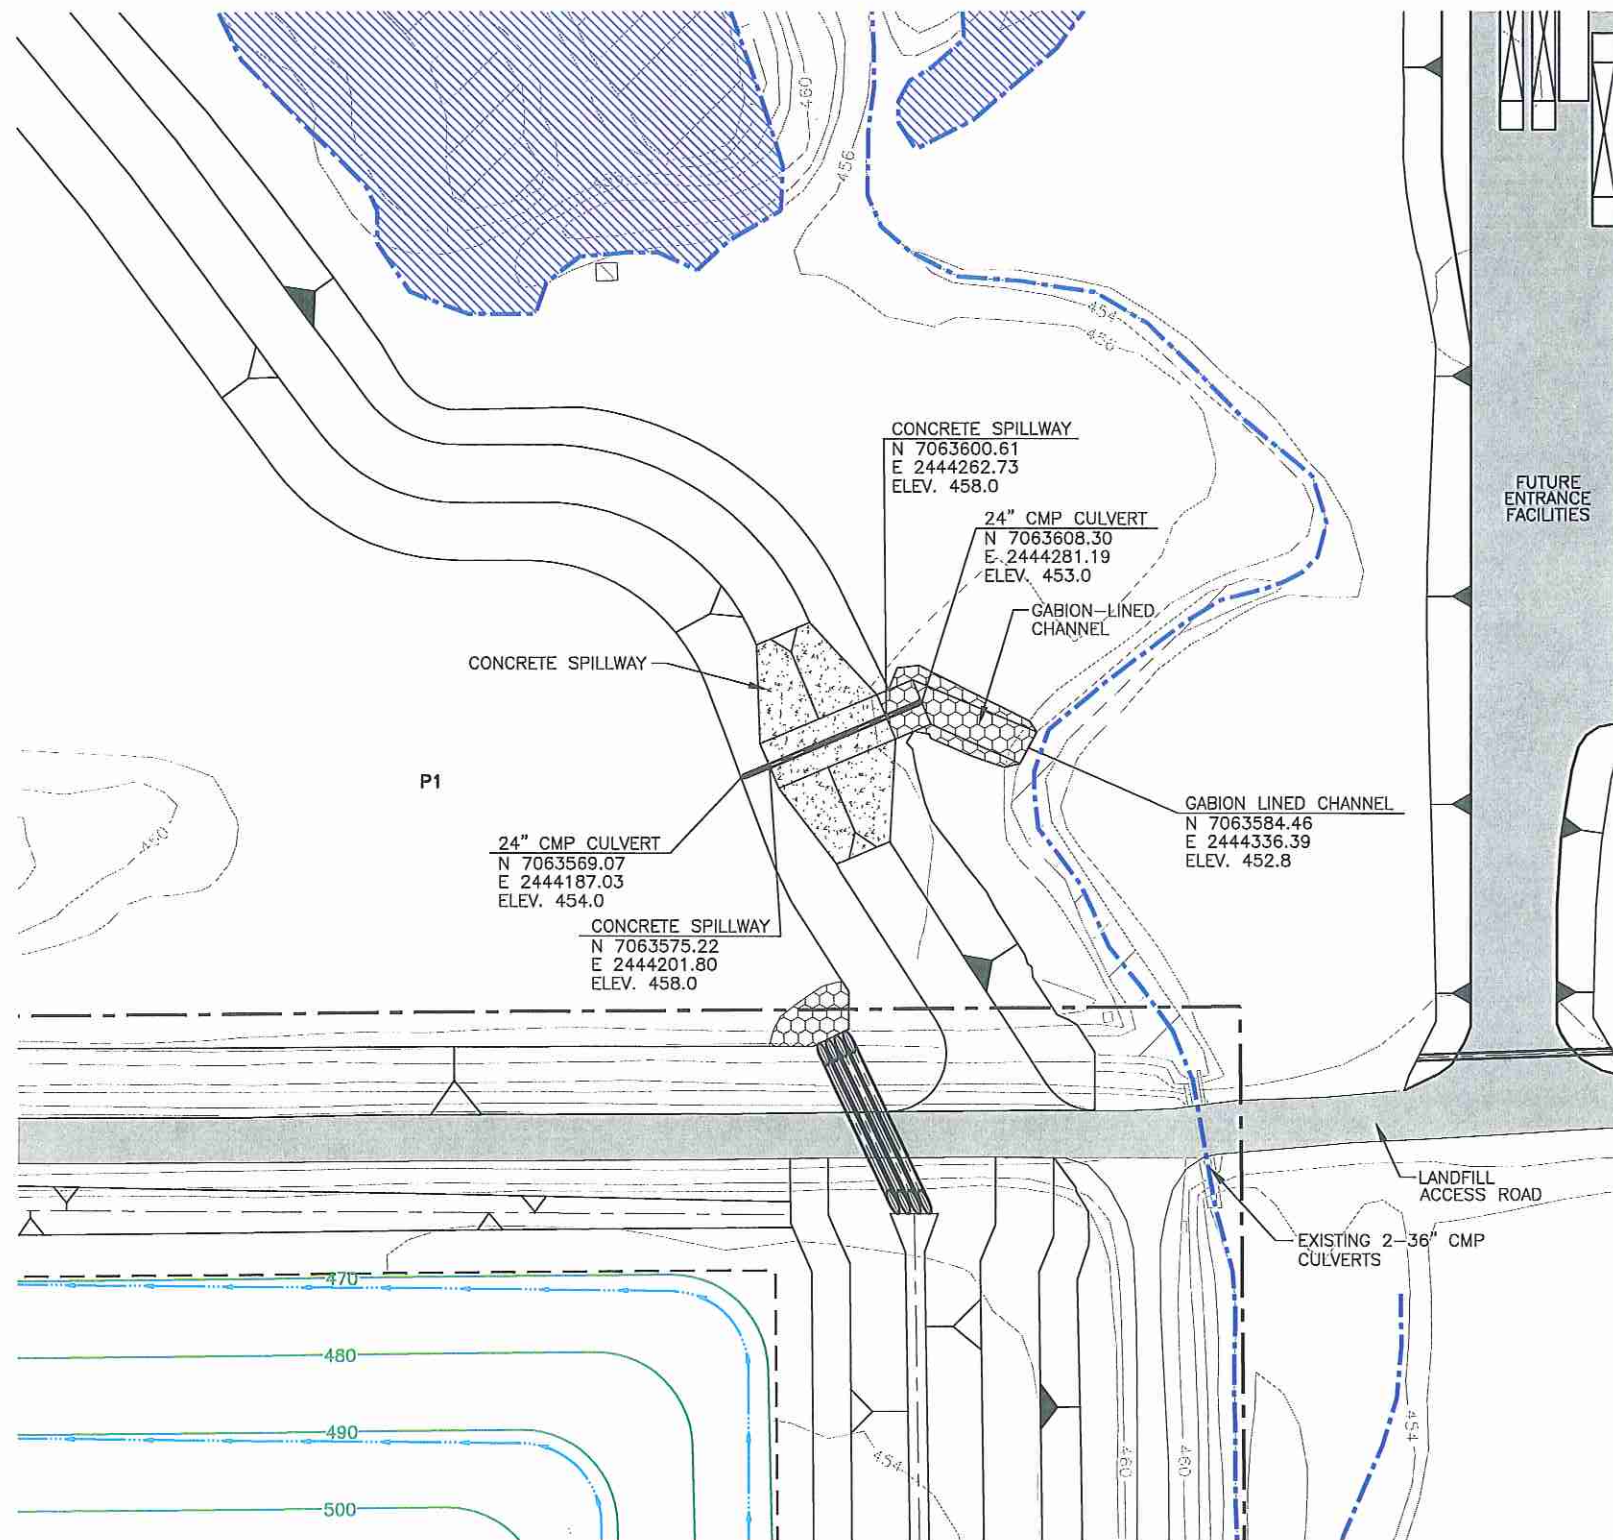 460
456
454
456
CONCRETE SPILLWAY
N 7063600.61
E 2444262.73
ELEV. 458.0
FUTURE
ENTRANCE
FACILITIES
24" CMP CULVERT
N 7063608.30
E 2444281.19
ELEV. 453.0
GABION-LINED
CHANNEL
CONCRETE SPILLWAY
P1
450
24" CMP CULVERT
N 7063569.07
E 2444187.03
ELEV. 454.0
GABION LINED CHANNEL
N 7063584.46
E 2444336.39
ELEV. 452.8
CONCRETE SPILLWAY
N 7063575.22
E 2444201.80
ELEV. 458.0
LANDFILL
ACCESS ROAD
EXISTING 2-36" CMP
CULVERTS
470
480
490
500
454
460
460
454